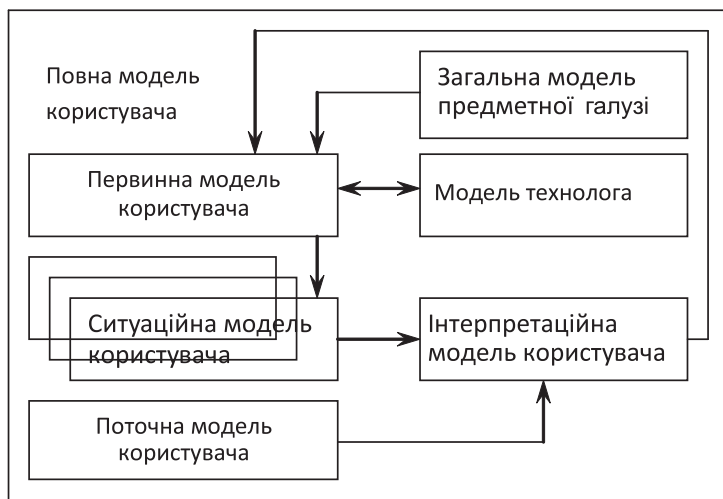 Повна модель
користувача
Загальна модель
предметної галузі
Первинна модель
користувача
Модель технолога
Ситуаційна модель
користувача
Інтерпретаційна
модель користувача
Поточна модель
користувача